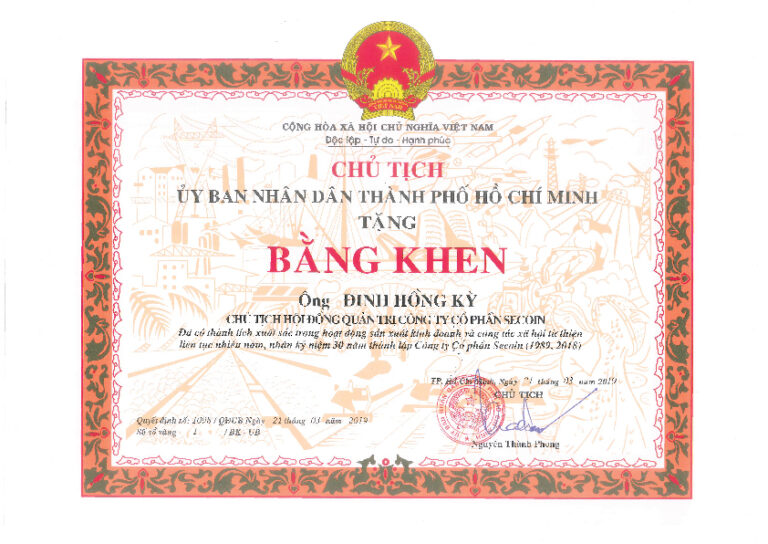 CỘNG HÒA XÃ HỘI CHỦ NGHĨA VIỆT NAM
Độc lập - Tự do - Hạnh phúc
CHỦ TỊCH
ỦY BAN NHÂN DÂN THÀNH PHỐ HỒ CHÍ MINH
TẶNG
BẰNG KHEN
Ông ĐINH HỒNG KỲ
CHỦ TỊCH HỘI ĐỒNG QUẢN TRỊ CÔNG TY CỔ PHẦN SECOIN
Đã có thành tích xuất sắc trong hoạt động sản xuất kinh doanh và công tác xã hội từ thiện
liên tục nhiều năm, nhân kỷ niệm 30 năm thành lập Công ty Cổ phần Secoin (1989, 2018)
TP. Hồ Chí Minh, Ngày 21 tháng 03 năm 2019
CHỦ TỊCH
Quyết định số: /QĐCB Ngày 21 tháng 03 năm 2019
Số sổ vàng : 1 / BK - UB
Nguyễn Thành Phong